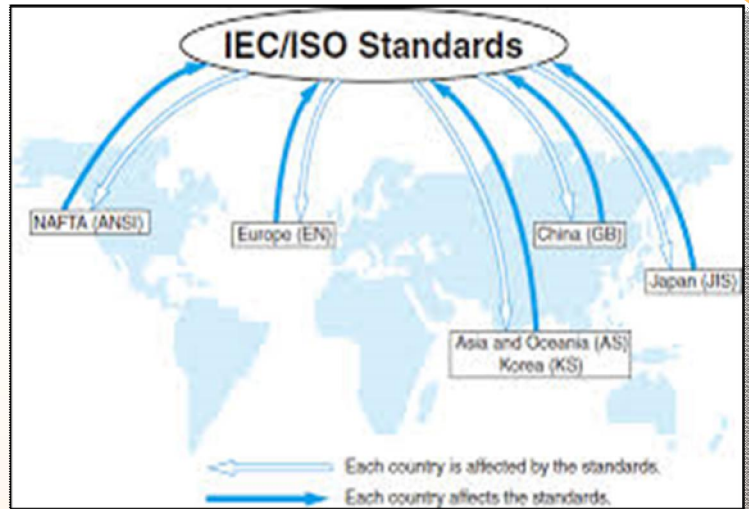 IEC/ISO Standards
NAFTA (ANSI)
Europe (EN)
China (GB)
Japan (JIS)
Asia and Oceania (AS)
Korea (KS)
Each country is affected by the standards.
Each country affects the standards.